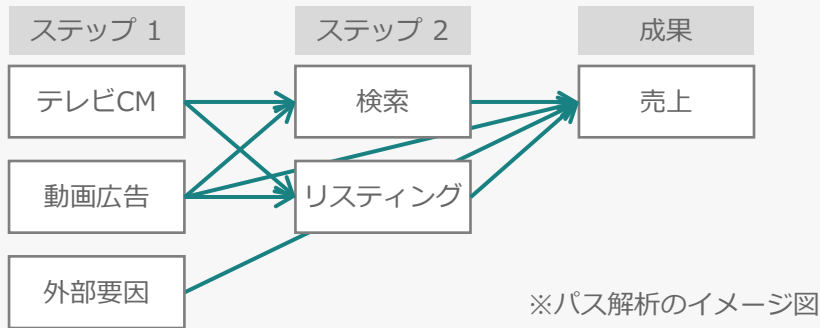 ステップ 1
ステップ 2
成果
テレビCM
検索
売上
動画広告
リスティング
外部要因
※パス解析のイメージ図